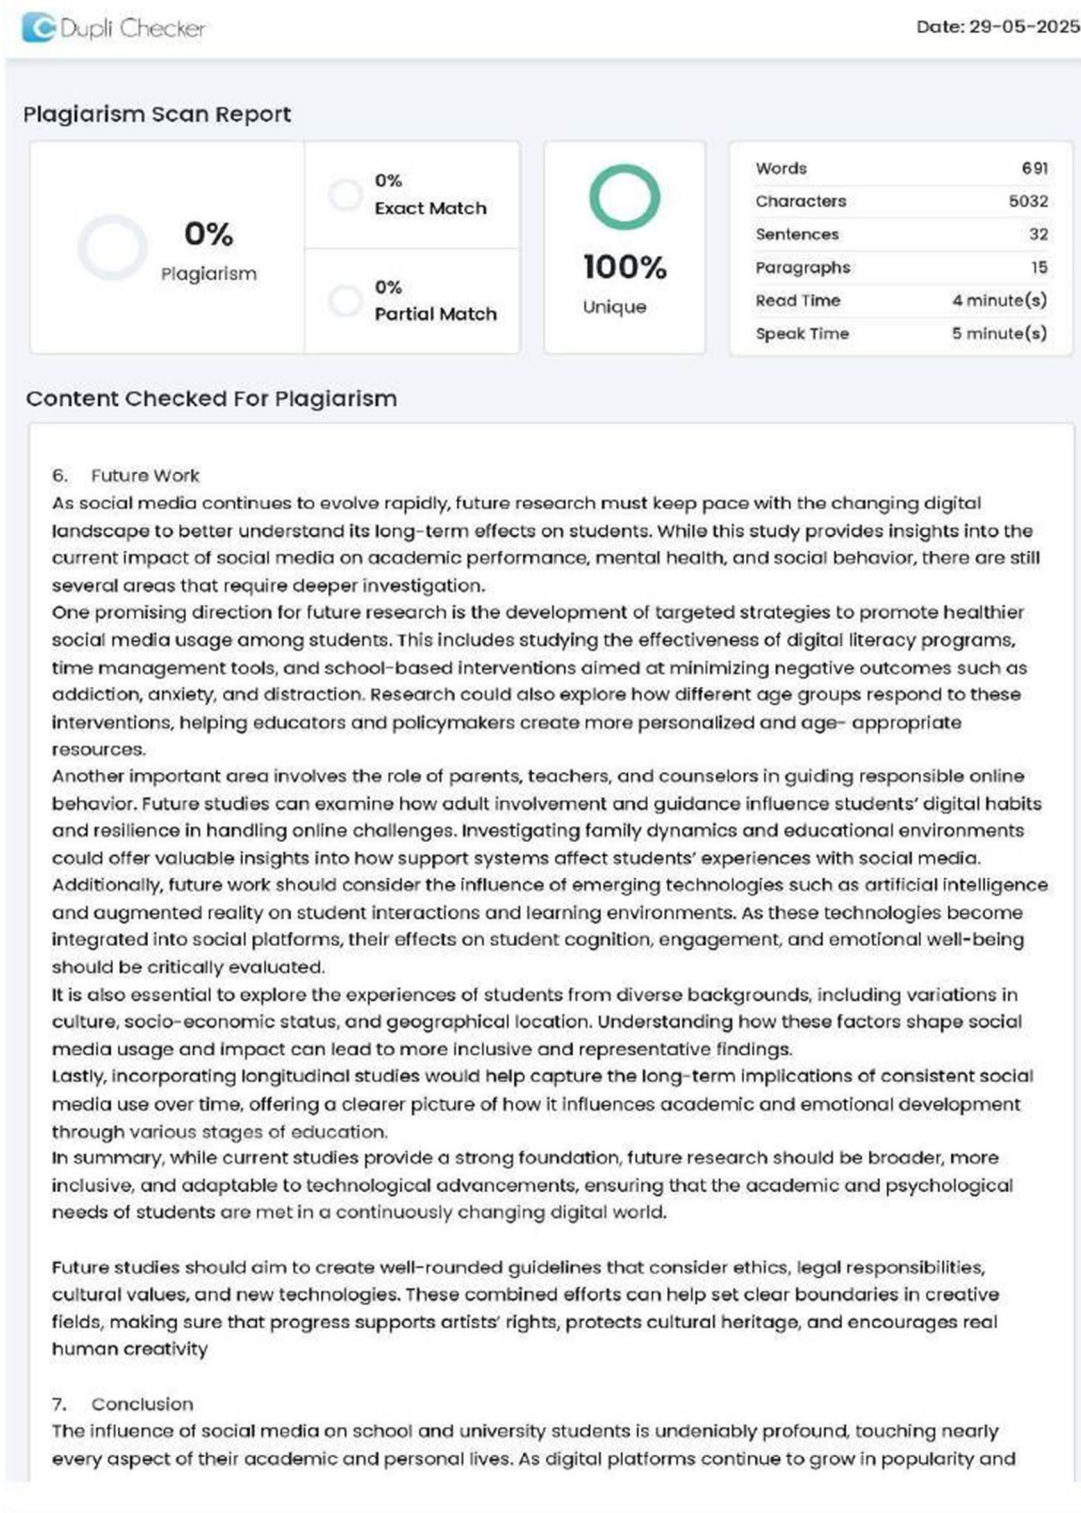 Dupli Checker
Date: 29-05-2025
Plagiarism Scan Report
0%
Plagiarism
0%
Exact Match
0%
Partial Match
100%
Unique
Words 691
Characters 5032
Sentences 32
Paragraphs 15
Read Time 4 minute(s)
Speak Time 5 minute(s)
Content Checked For Plagiarism
6. Future Work
As social media continues to evolve rapidly, future research must keep pace with the changing digital
landscape to better understand its long-term effects on students. While this study provides insights into the
current impact of social media on academic performance, mental health, and social behavior, there are still
several areas that require deeper investigation.
One promising direction for future research is the development of targeted strategies to promote healthier
social media usage among students. This includes studying the effectiveness of digital literacy programs,
time management tools, and school-based interventions aimed at minimizing negative outcomes such as
addiction, anxiety, and distraction. Research could also explore how different age groups respond to these
interventions, helping educators and policymakers create more personalized and age- appropriate
resources.
Another important area involves the role of parents, teachers, and counselors in guiding responsible online
behavior. Future studies can examine how adult involvement and guidance influence students' digital habits
and resilience in handling online challenges. Investigating family dynamics and educational environments
could offer valuable insights into how support systems affect students' experiences with social media.
Additionally, future work should consider the influence of emerging technologies such as artificial intelligence
and augmented reality on student interactions and learning environments. As these technologies become
integrated into social platforms, their effects on student cognition, engagement, and emotional well-being
should be critically evaluated.
It is also essential to explore the experiences of students from diverse backgrounds, including variations in
culture, socio-economic status, and geographical location. Understanding how these factors shape social
media usage and impact can lead to more inclusive and representative findings.
Lastly, incorporating longitudinal studies would help capture the long-term implications of consistent social
media use over time, offering a clearer picture of how it influences academic and emotional development
through various stages of education.
In summary, while current studies provide a strong foundation, future research should be broader, more
inclusive, and adaptable to technological advancements, ensuring that the academic and psychological
needs of students are met in a continuously changing digital world.
Future studies should aim to create well-rounded guidelines that consider ethics, legal responsibilities,
cultural values, and new technologies. These combined efforts can help set clear boundaries in creative
fields, making sure that progress supports artists' rights, protects cultural heritage, and encourages real
human creativity
7. Conclusion
The influence of social media on school and university students is undeniably profound, touching nearly
every aspect of their academic and personal lives. As digital platforms continue to grow in popularity and